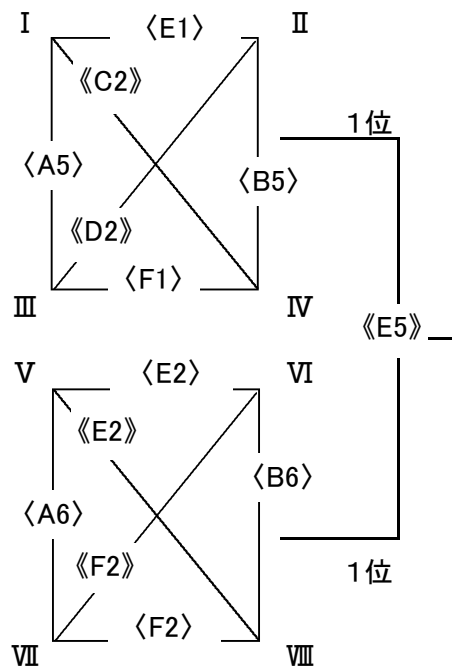 Ⅰ 〈E1〉 Ⅱ
《C2》
1位
〈A5〉
〈B5〉
《D2》
〈F1〉
Ⅲ Ⅳ
《E5》
Ⅴ 〈E2〉 Ⅵ
《E2》
〈B6〉
〈A6〉
《F2》
1位
Ⅶ 〈F2〉 Ⅷ